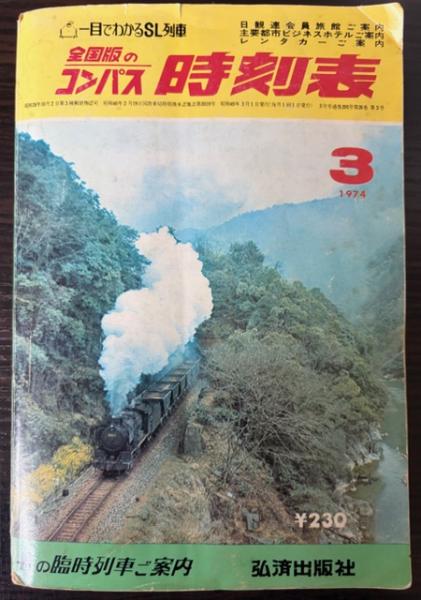 一目でわかるSL列車
日観連会員旅館ご案内
主要都市ビジネスホテルご案内
レンタカーご案内
全国版の
コンパス 時刻表
3
1974
¥230
の臨時列車ご案内
弘済出版社